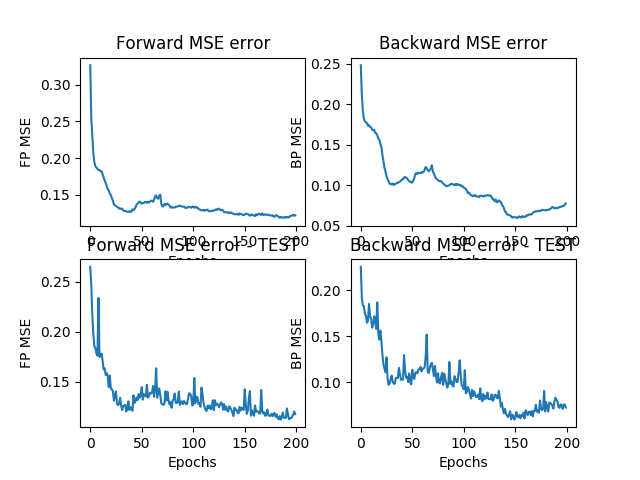 Forward MSE error
Backward MSE error
FP MSE
0.30
0.25
0.20
0.15
BP MSE
0.25
0.20
0.15
0.10
0.05
0 50 100 150 200
0 50 100 150 200
Epochs
Epochs
Forward MSE error - TEST
Backward MSE error - TEST
FP MSE
0.25
0.20
0.15
BP MSE
0.20
0.15
0.10
0 50 100 150 200
0 50 100 150 200
Epochs
Epochs